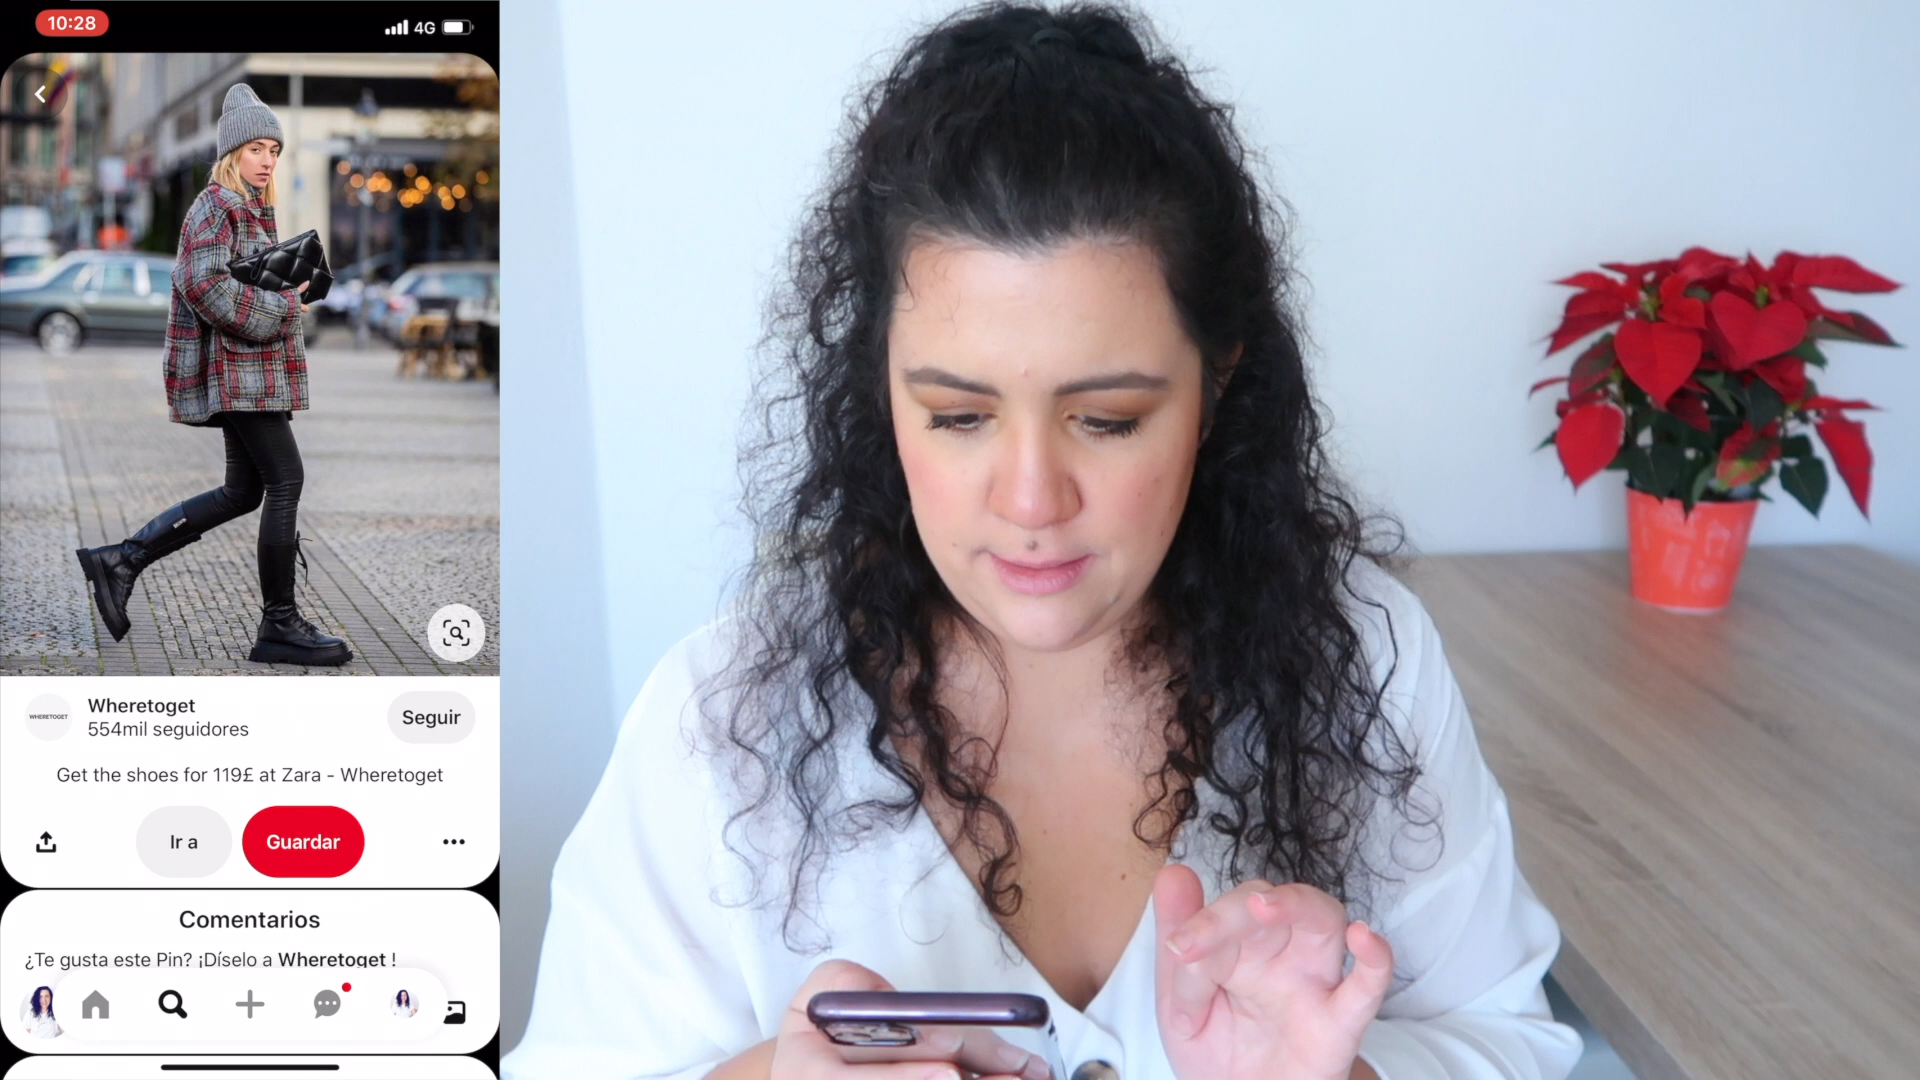 10:28
4G
WHERETOGET
Wheretoget
554mil seguidores
Seguir
Get the shoes for 119£ at Zara - Wheretoget
Ir a
Guardar
Comentarios
¿Te gusta este Pin? ¡Díselo a Wheretoget !